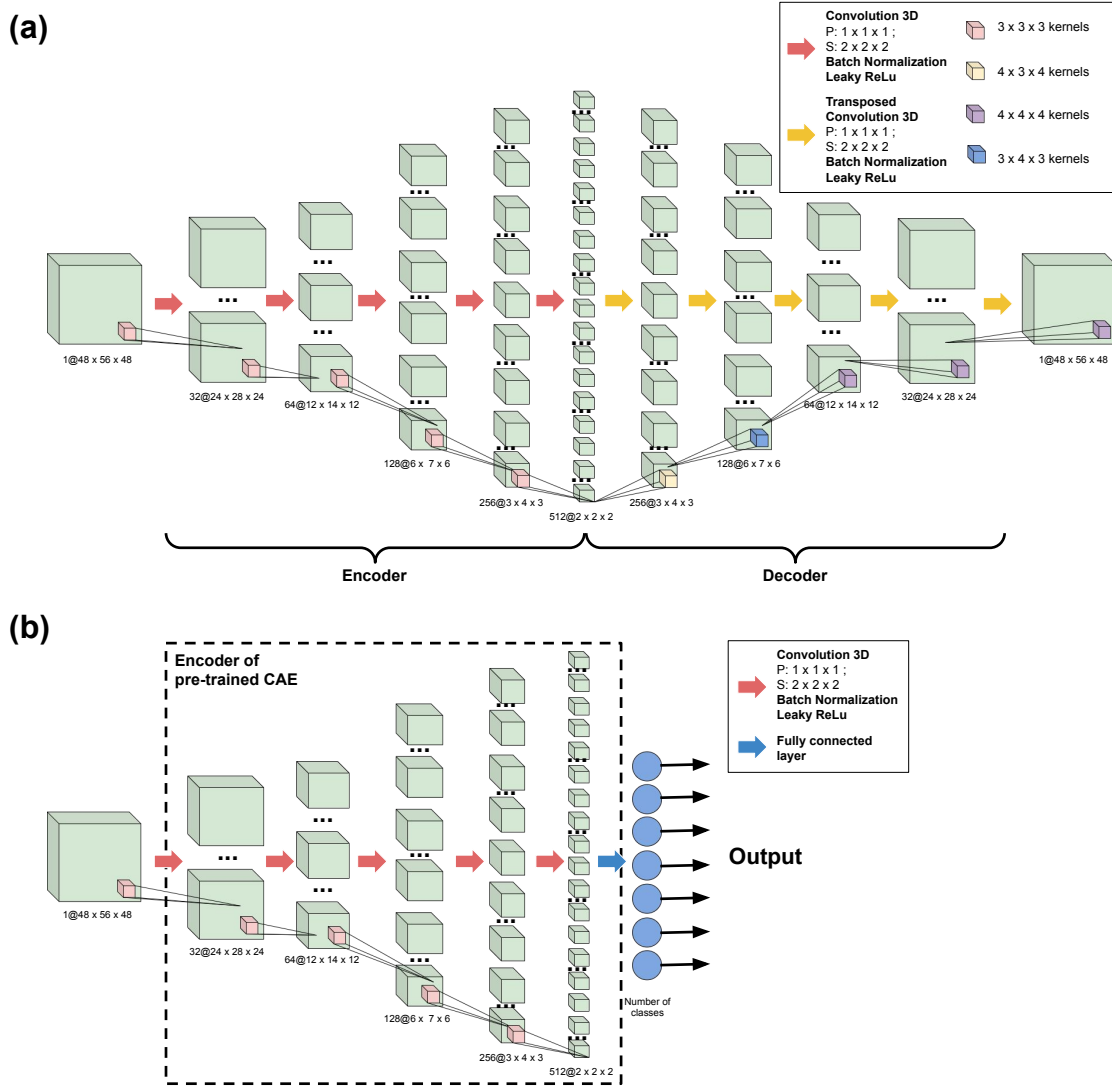 (a)
Convolution 3D
P: 1 x 1 x 1 ;
S: 2 x 2 x 2
Batch Normalization
Leaky ReLu
Transposed
Convolution 3D
P: 1 x 1 x 1 ;
S: 2 x 2 x 2
Batch Normalization
Leaky ReLu
3 x 3 x 3 kernels
4 x 3 x 4 kernels
4 x 4 x 4 kernels
3 x 4 x 3 kernels
1@48 x 56 x 48
32@24 x 28 x 24
64@12 x 14 x 12
128@6 x 7 x 6
256@3 x 4 x 3
512@2 x 2 x 2
256@3 x 4 x 3
128@6 x 7 x 6
64@12 x 14 x 12
32@24 x 28 x 24
1@48 x 56 x 48
Encoder
Decoder
(b)
Encoder of
pre-trained CAE
Convolution 3D
P: 1 x 1 x 1 ;
S: 2 x 2 x 2
Batch Normalization
Leaky ReLu
Fully connected
layer
1@48 x 56 x 48
32@24 x 28 x 24
64@12 x 14 x 12
128@6 x 7 x 6
256@3 x 4 x 3
512@2 x 2 x 2
Number of
classes
Output